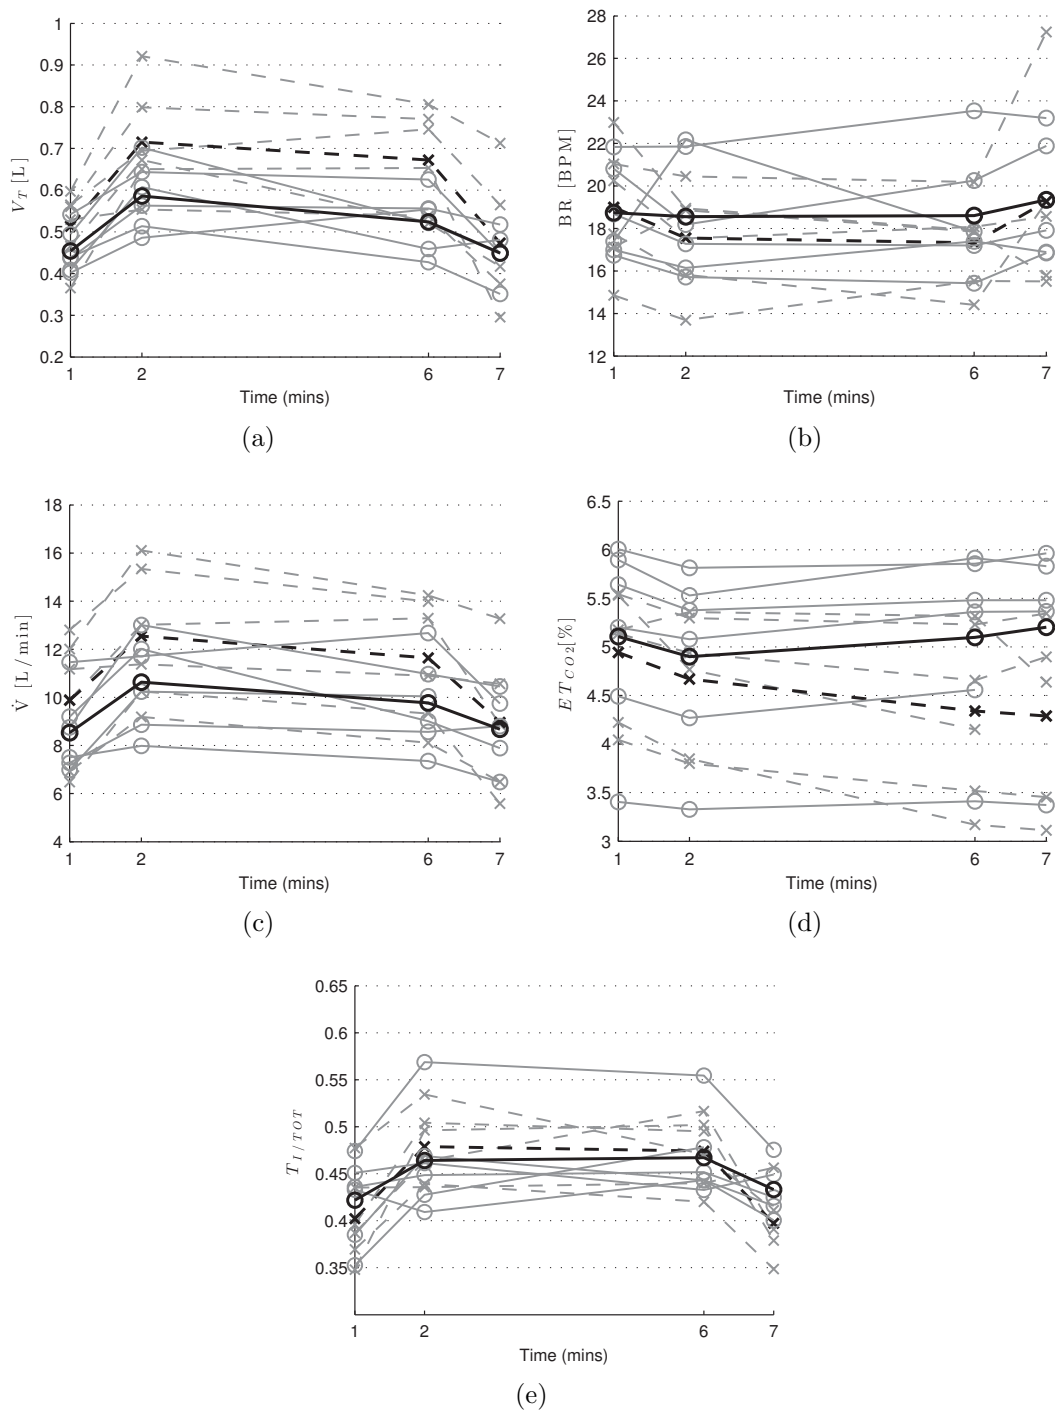 1
0.9
0.8
0.7
0.6
0.5
0.4
0.3
0.2
V_T [L]
1 2 6 7
Time (mins)
(a)
28
26
24
22
20
18
16
14
12
BR [BPM]
1 2 6 7
Time (mins)
(b)
18
16
14
12
10
8
6
4
V̇ [L/min]
1 2 6 7
Time (mins)
(c)
6.5
6
5.5
5
4.5
4
3.5
3
ET_{CO2}[%]
1 2 6 7
Time (mins)
(d)
0.65
0.6
0.55
0.5
0.45
0.4
0.35
T_{I/TOT}
1 2 6 7
Time (mins)
(e)